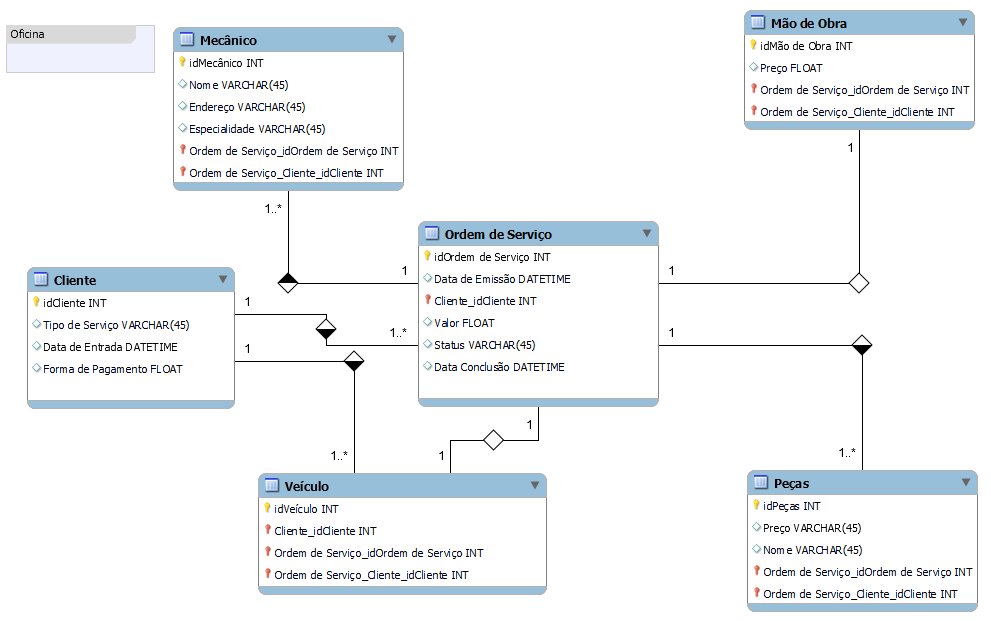 Oficina
Mecânico
idMecânico INT
Nome VARCHAR(45)
Endereço VARCHAR(45)
Especialidade VARCHAR(45)
Ordem de Serviço_idOrdem de Serviço INT
Ordem de Serviço_Cliente_idCliente INT
1..*
Mão de Obra
idMão de Obra INT
Preço FLOAT
Ordem de Serviço_idOrdem de Serviço INT
Ordem de Serviço_Cliente_idCliente INT
1
Cliente
idCliente INT
Tipo de Serviço VARCHAR(45)
Data de Entrada DATETIME
Forma de Pagamento FLOAT
1
1
1
1..*
Ordem de Serviço
idOrdem de Serviço INT
Data de Emissão DATETIME
Cliente_idCliente INT
Valor FLOAT
Status VARCHAR(45)
Data Conclusão DATETIME
1
1
1
1
1..*
Veículo
idVeículo INT
Cliente_idCliente INT
Ordem de Serviço_idOrdem de Serviço INT
Ordem de Serviço_Cliente_idCliente INT
1..*
Peças
idPeças INT
Preço VARCHAR(45)
Nome VARCHAR(45)
Ordem de Serviço_idOrdem de Serviço INT
Ordem de Serviço_Cliente_idCliente INT